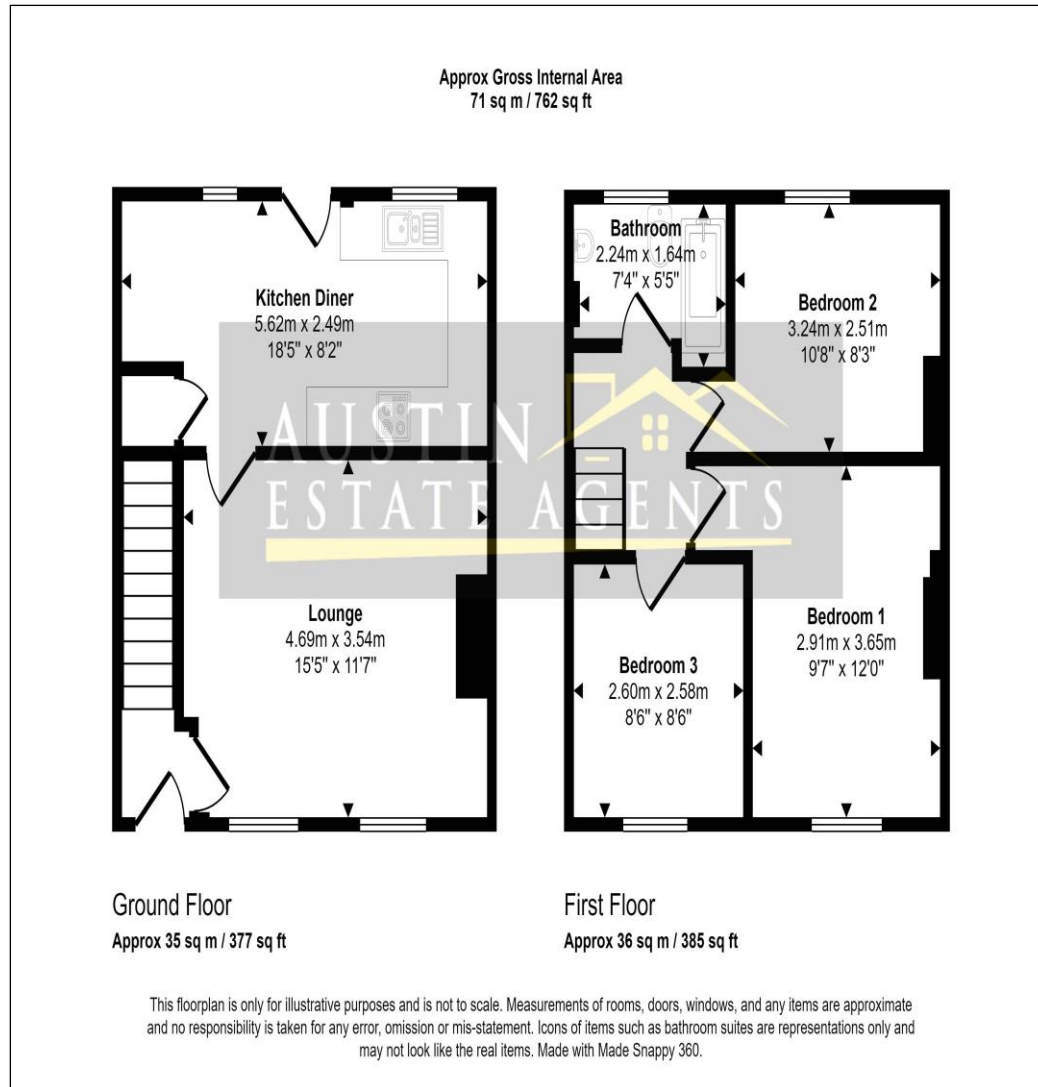 Approx Gross Internal Area
71 sq m / 762 sq ft
Kitchen Diner
5.62m x 2.49m
18'5" x 8'2"
Lounge
4.69m x 3.54m
15'5" x 11'7"
Bathroom
2.24m x 1.64m
7'4" x 5'5"
Bedroom 2
3.24m x 2.51m
10'8" x 8'3"
Bedroom 1
2.91m x 3.65m
9'7" x 12'0"
Bedroom 3
2.60m x 2.58m
8'6" x 8'6"
AUSTIN
ESTATE AGENTS
Ground Floor
Approx 35 sq m / 377 sq ft
First Floor
Approx 36 sq m / 385 sq ft
This floorplan is only for illustrative purposes and is not to scale. Measurements of rooms, doors, windows, and any items are approximate
and no responsibility is taken for any error, omission or mis-statement. Icons of items such as bathroom suites are representations only and
may not look like the real items. Made with Made Snappy 360.